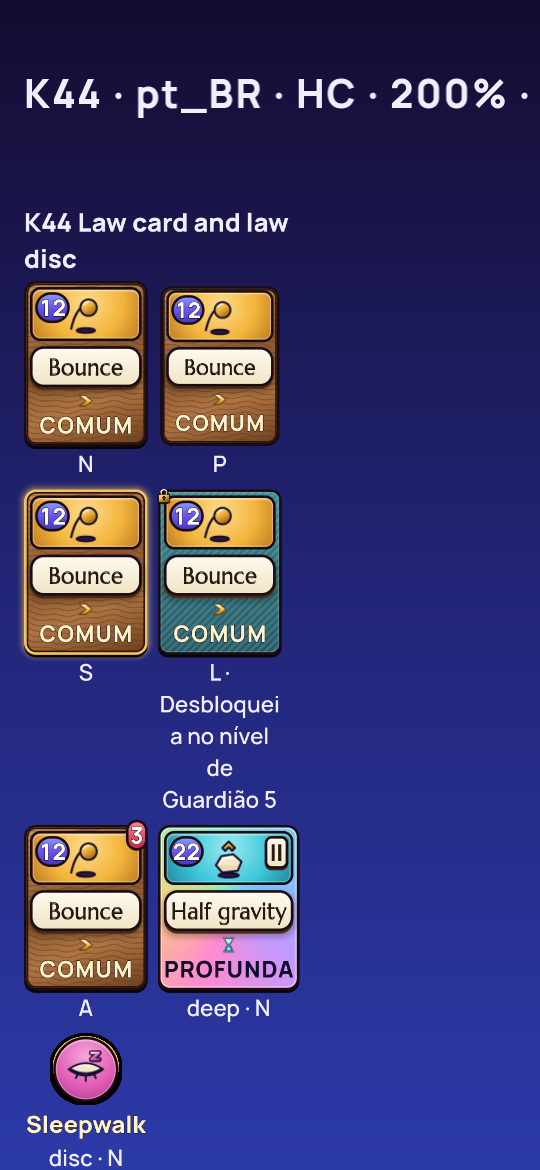 K44 · pt_BR · HC · 200% ·
K44 Law card and law
disc
12 12
Bounce Bounce
COMUM COMUM
N P
12 12
Bounce Bounce
COMUM COMUM
S L ·
Desbloquei
a no nível
de
Guardião 5
12 3 22
Bounce Half gravity
COMUM PROFUNDA
A deep · N
z
Sleepwalk
disc · N